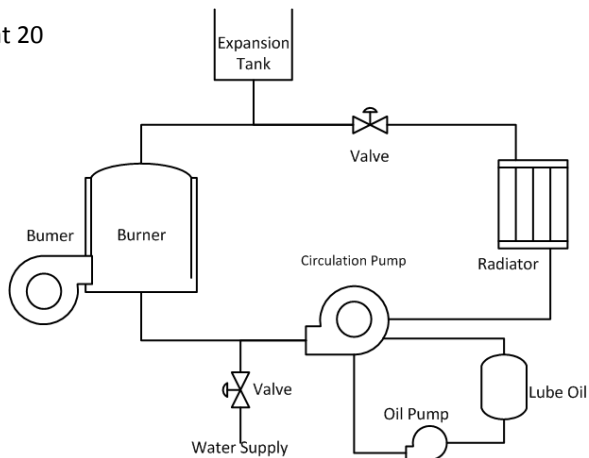 t 20
Expansion
Tank
Valve
Bumer
Burner
Circulation Pump
Radiator
Valve
Lube Oil
Oil Pump
Water Supply